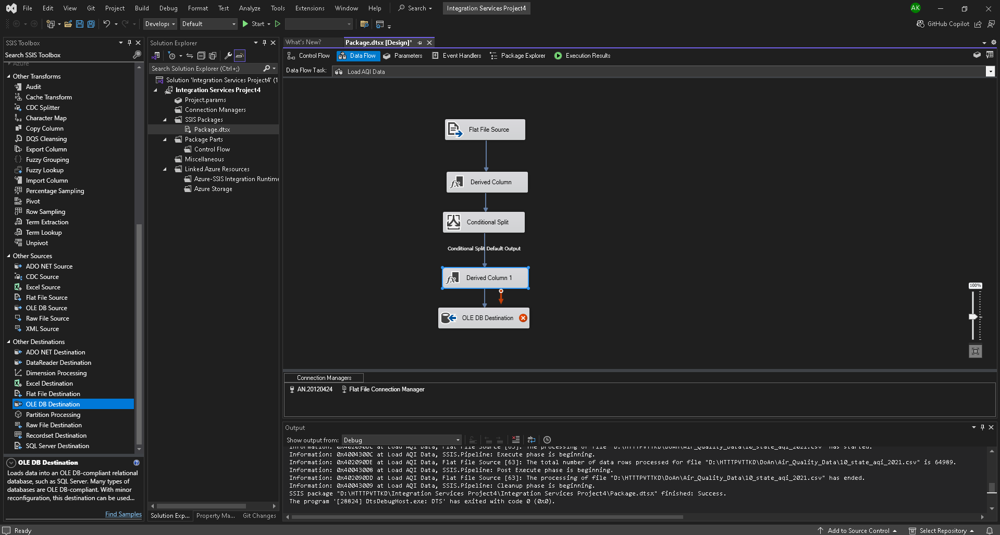 File Edit View Git Project Build Debug Format Test Analyze Tools Extensions Window Help Search Integration Services Project4 AK
Developı Default Start GitHub Copilot
SSIS Toolbox
Search SSIS Toolbox
Azure
Other Transforms
Audit
Cache Transform
CDC Splitter
Character Map
Copy Column
DQS Cleansing
Export Column
Fuzzy Grouping
Fuzzy Lookup
Import Column
Percentage Sampling
Pivot
Row Sampling
Term Extraction
Term Lookup
Unpivot
Other Sources
ADO NET Source
CDC Source
Excel Source
Flat File Source
OLE DB Source
Raw File Source
XML Source
Other Destinations
ADO NET Destination
DataReader Destination
Dimension Processing
Excel Destination
Flat File Destination
OLE DB Destination
Partition Processing
Raw File Destination
Recordset Destination
SQL Server Destination
OLE DB Destination
Loads data into an OLE DB-compliant relational
database, such as SQL Server. Many types of
databases are OLE DB-compliant. With minor
reconfiguration, this destination can be used...
Find Samples
Solution Explorer
Search Solution Explorer (Ctrl+;)
Solution 'Integration Services Project4' (1
Integration Services Project4
Project.params
Connection Managers
SSIS Packages
Package.dtsx
Package Parts
Control Flow
Miscellaneous
Linked Azure Resources
Azure-SSIS Integration Runtime
Azure Storage
Solution Exp... Property Ma... Git Changes
What's New? Package.dtsx [Design]*
Control Flow Data Flow Parameters Event Handlers Package Explorer Execution Results
Data Flow Task: Load AQI Data
Flat File Source
Derived Column
Conditional Split
Conditional Split Default Output
Derived Column 1
OLE DB Destination
100%
Connection Managers
AN.20120424 Flat File Connection Manager
Output
Show output from: Debug
Information: 0x402090DC at Load AQI Data, Flat File Source [63]: The processing of file "D:\HTTTPVTTKD\DoAn\Air_Quality_Data\10_state_aqi_2021.csv" has started.
Information: 0x4004300C at Load AQI Data, SSIS.Pipeline: Execute phase is beginning.
Information: 0x402090DE at Load AQI Data, Flat File Source [63]: The total number of data rows processed for file "D:\HTTTPVTTKD\DoAn\Air_Quality_Data\10_state_aqi_2021.csv" is 64989.
Information: 0x40043008 at Load AQI Data, SSIS.Pipeline: Post Execute phase is beginning.
Information: 0x402090DD at Load AQI Data, Flat File Source [63]: The processing of file "D:\HTTTPVTTKD\DoAn\Air_Quality_Data\10_state_aqi_2021.csv" has ended.
Information: 0x40043009 at Load AQI Data, SSIS.Pipeline: Cleanup phase is beginning.
SSIS package "D:\HTTTPVTTKD\Integration Services Project4\Integration Services Project4\Package.dtsx" finished: Success.
The program '[28824] DtsDebugHost.exe: DTS' has exited with code 0 (0x0).
Ready Add to Source Control Select Repository